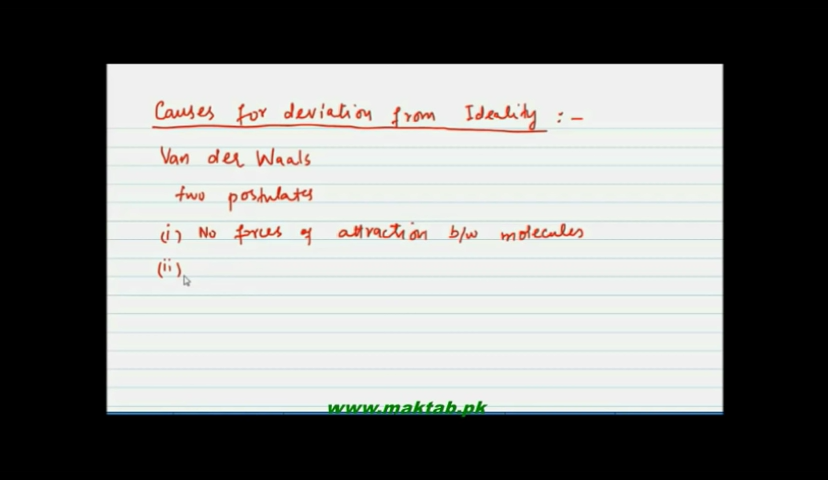 Causes for deviation from Ideality :-
Van der Waals
two postulates
(i) No forces of attraction b/w molecules
(ii)
www.maktab.pk